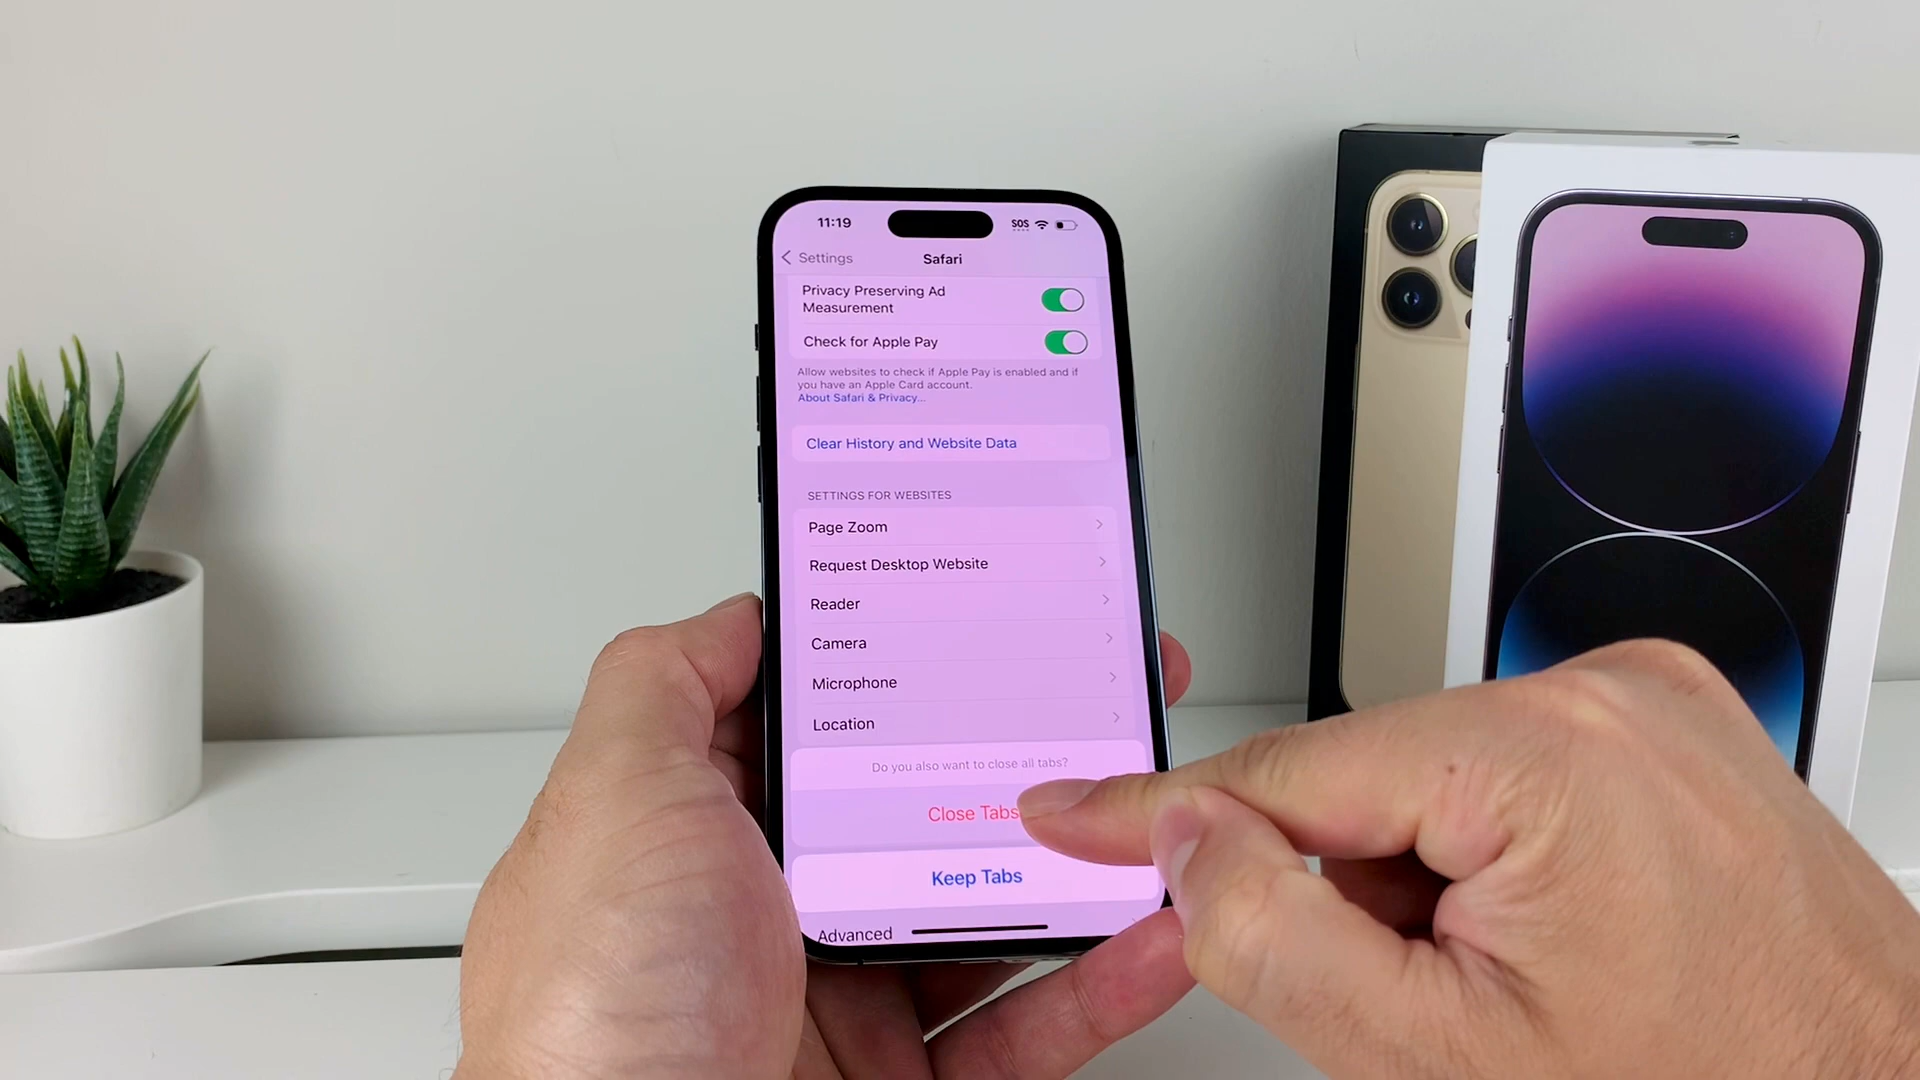 11:19
SOS
Settings
Safari
Privacy Preserving Ad
Measurement
Check for Apple Pay
Allow websites to check if Apple Pay is enabled and if
you have an Apple Card account.
About Safari & Privacy...
Clear History and Website Data
SETTINGS FOR WEBSITES
Page Zoom
Request Desktop Website
Reader
Camera
Microphone
Location
Do you also want to close all tabs?
Close Tabs
Keep Tabs
Advanced